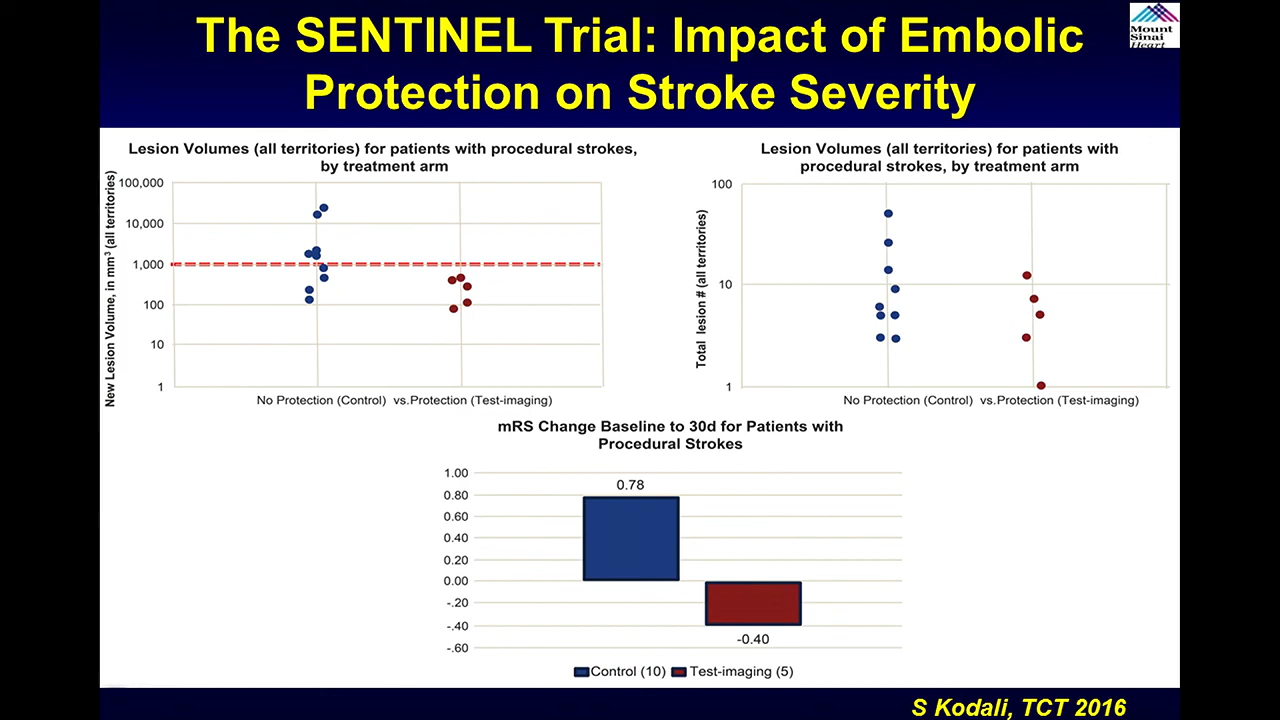 The SENTINEL Trial: Impact of Embolic
Protection on Stroke Severity
Mount
Sinai
Heart
Lesion Volumes (all territories) for patients with procedural strokes,
by treatment arm
New Lesion Volume, in mm³ (all territories)
100,000
10,000
1,000
100
10
1
No Protection (Control) vs.Protection (Test-imaging)
Lesion Volumes (all territories) for patients with
procedural strokes, by treatment arm
Total lesion # (all territories)
100
10
1
No Protection (Control) vs.Protection (Test-imaging)
mRS Change Baseline to 30d for Patients with
Procedural Strokes
1.00
0.80
0.60
0.40
0.20
0.00
-.20
-.40
-.60
0.78
-0.40
Control (10) Test-imaging (5)
S Kodali, TCT 2016